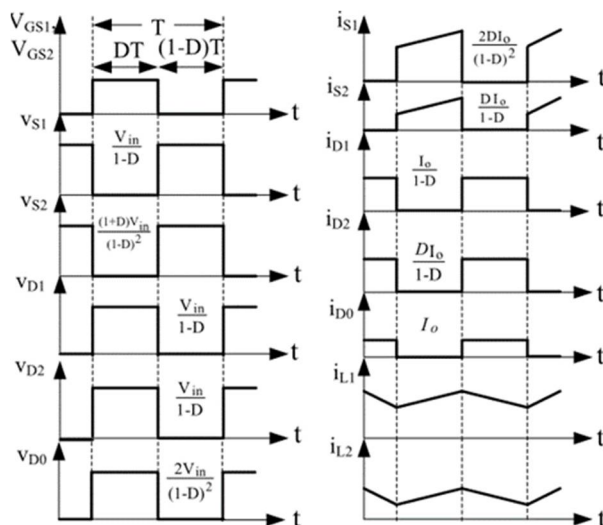 V_GS1,
V_GS2
T
DT (1-D)T
t
v_S1
V_in/1-D
t
v_S2
(1+D)V_in/(1-D)^2
t
v_D1
V_in/1-D
t
v_D2
V_in/1-D
t
v_D0
2V_in/(1-D)^2
t
i_S1
2DI_o/(1-D)^2
t
i_S2
DI_o/1-D
t
i_D1
I_o/1-D
t
i_D2
DI_o/1-D
t
i_D0
I_o
t
i_L1
t
i_L2
t